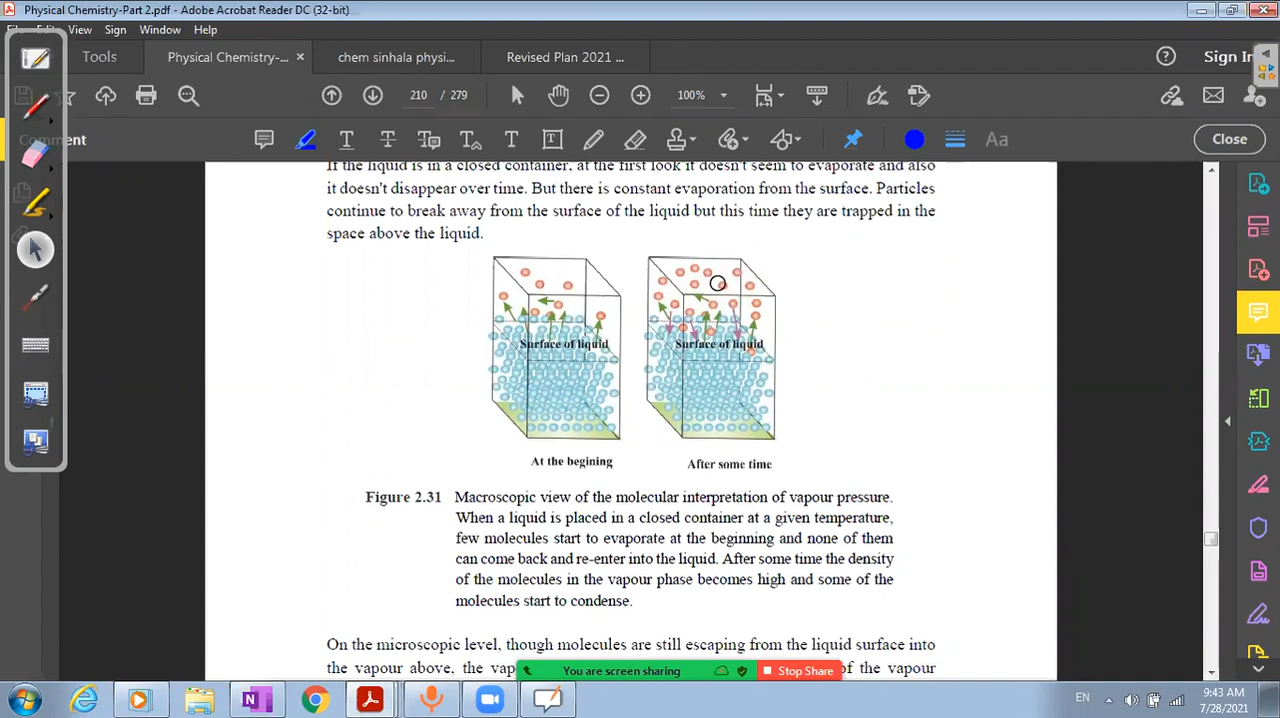 Physical Chemistry-Part 2.pdf - Adobe Acrobat Reader DC (32-bit)
View Sign Window Help
Tools Physical Chemistry-... × chem sinhala physi... Revised Plan 2021 ... Sign In
210 / 279 100%
Comment T T T T Aa Close
If the liquid is in a closed container, at the first look it doesn't seem to evaporate and also
it doesn't disappear over time. But there is constant evaporation from the surface. Particles
continue to break away from the surface of the liquid but this time they are trapped in the
space above the liquid.
Surface of liquid Surface of liquid
At the begining After some time
Figure 2.31 Macroscopic view of the molecular interpretation of vapour pressure.
When a liquid is placed in a closed container at a given temperature,
few molecules start to evaporate at the beginning and none of them
can come back and re-enter into the liquid. After some time the density
of the molecules in the vapour phase becomes high and some of the
molecules start to condense.
On the microscopic level, though molecules are still escaping from the liquid surface into
the vapour above, the vap of the vapour
You are screen sharing Stop Share
EN 9:43 AM
7/28/2021